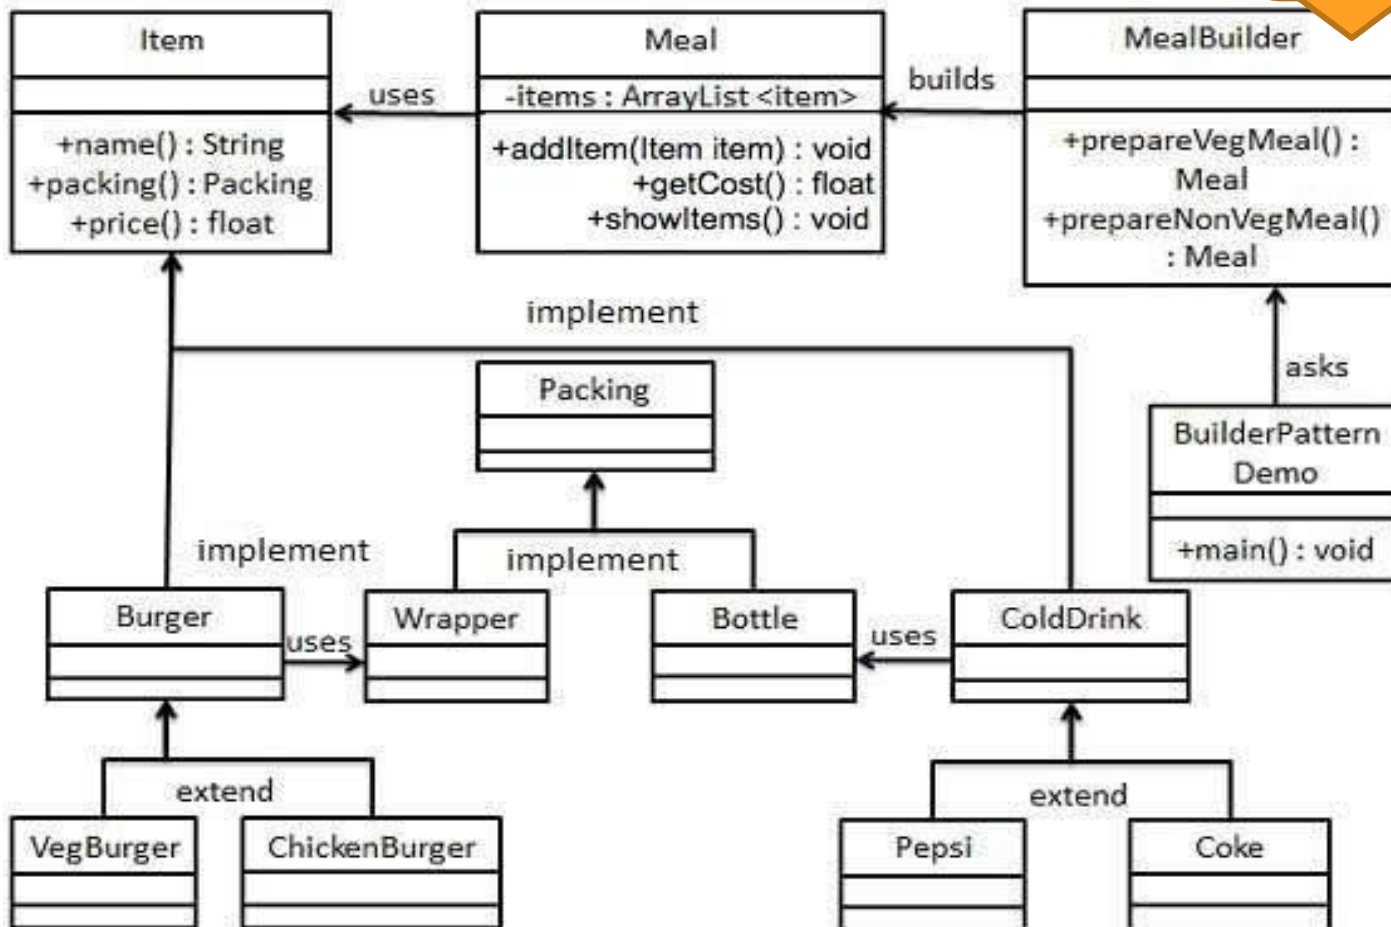 Item
+name() : String
+packing() : Packing
+price() : float
uses
Meal
-items : ArrayList <item>
+addItem(Item item) : void
+getCost() : float
+showItems() : void
builds
MealBuilder
+prepareVegMeal() :
Meal
+prepareNonVegMeal()
: Meal
implement
asks
Packing
BuilderPattern
Demo
+main() : void
implement
implement
Burger
uses
Wrapper
Bottle
uses
ColdDrink
extend
extend
VegBurger
ChickenBurger
Pepsi
Coke